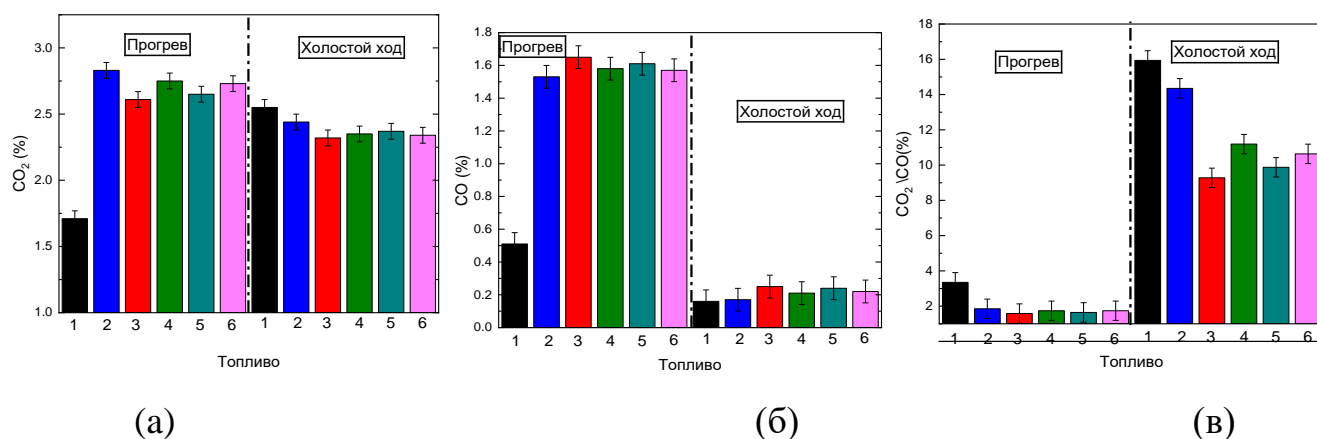 Прогрев
Холостой ход
CO2 (%)
3.0
2.5
2.0
1.5
1.0
1 2 3 4 5 6 1 2 3 4 5 6
Топливо
(а)
Прогрев
Холостой ход
CO (%)
1.8
1.6
1.4
1.2
1.0
0.8
0.6
0.4
0.2
0.0
1 2 3 4 5 6 1 2 3 4 5 6
Топливо
(б)
Прогрев
Холостой ход
CO2 \CO(%)
18
16
14
12
10
8
6
4
2
1 2 3 4 5 6 1 2 3 4 5 6
Топливо
(в)